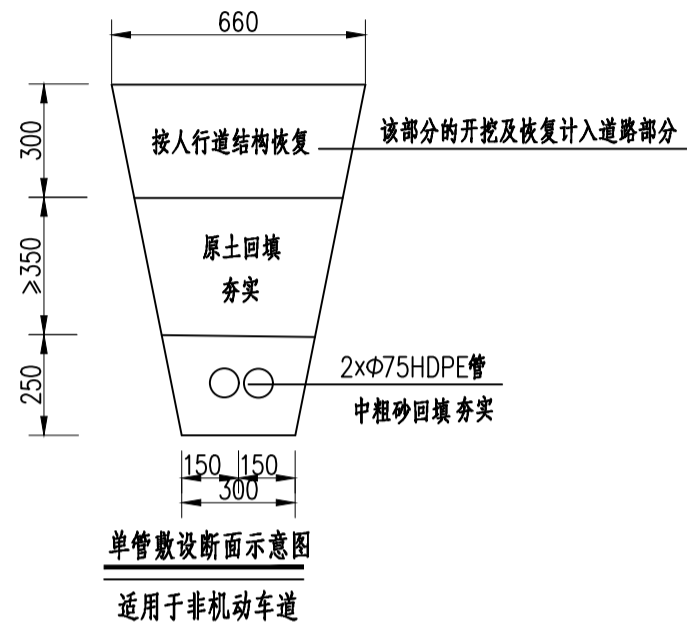 660
300
按人行道结构恢复
该部分的开挖及恢复计入道路部分
≥350
原土回填
夯实
250
2xΦ75HDPE管
中粗砂回填 夯实
150 150
300
单管敷设断面示意图
适用于非机动车道